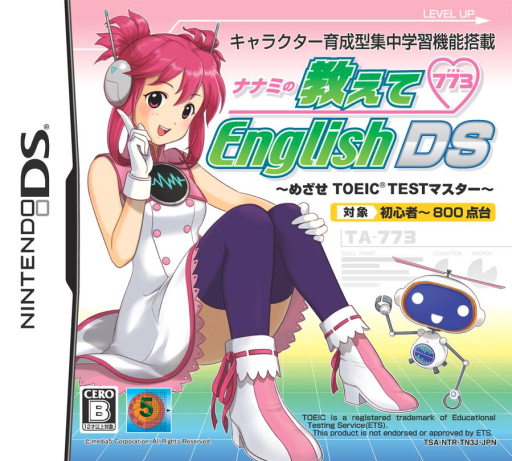 LEVEL UP
キャラクター育成型集中学習機能搭載
ナナミの 教えて
ナナミ
773
English DS
～めざせ TOEIC® TESTマスター～
対象 初心者～800点台
TA-773
NINTENDO DS
CERO
B
12才以上対象
5
©media5 Corporation. All Rights Reserved.
TOEIC is a registered trademark of Educational
Testing Service(ETS).
This product is not endorsed or approved by ETS.
TSA-NTR-TN3J-JPN